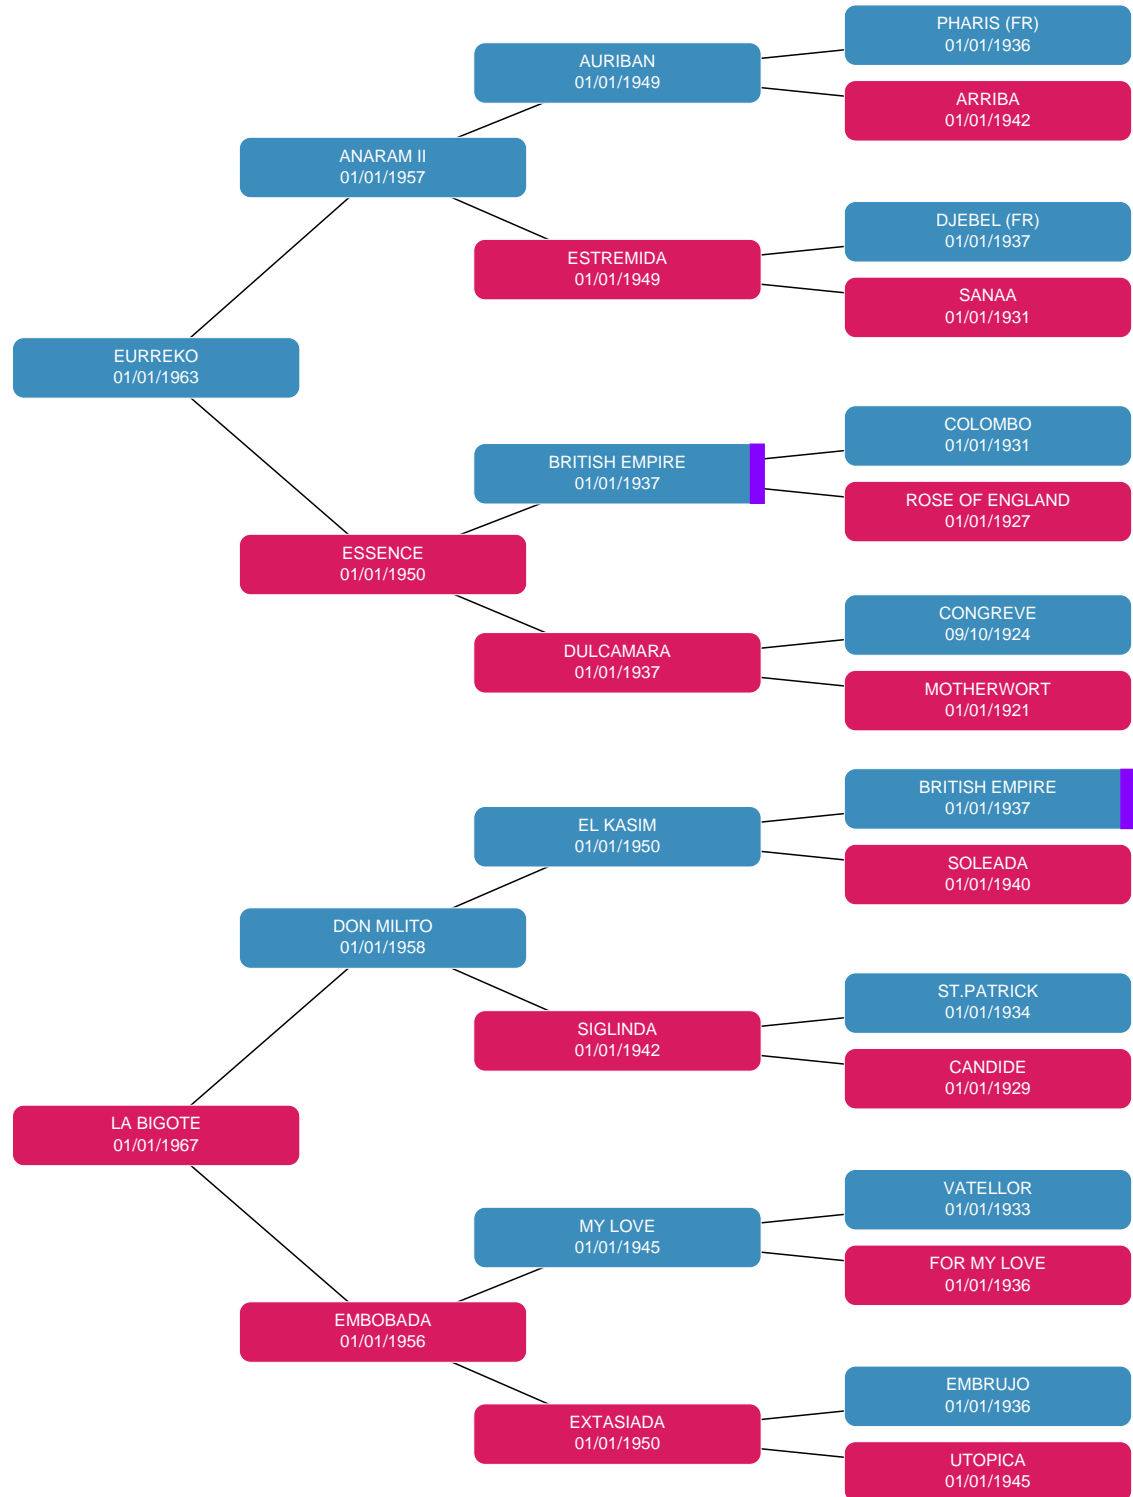 PHARIS (FR)
01/01/1936
AURIBAN
01/01/1949
ARRIBA
01/01/1942
ANARAM II
01/01/1957
DJEBEL (FR)
01/01/1937
ESTREMIDA
01/01/1949
SANAA
01/01/1931
EURREKO
01/01/1963
COLOMBO
01/01/1931
BRITISH EMPIRE
01/01/1937
ROSE OF ENGLAND
01/01/1927
ESSENCE
01/01/1950
CONGREVE
09/10/1924
DULCAMARA
01/01/1937
MOTHERWORT
01/01/1921
BRITISH EMPIRE
01/01/1937
EL KASIM
01/01/1950
SOLEADA
01/01/1940
DON MILITO
01/01/1958
ST.PATRICK
01/01/1934
SIGLINDA
01/01/1942
CANDIDE
01/01/1929
LA BIGOTE
01/01/1967
VATELLOR
01/01/1933
MY LOVE
01/01/1945
FOR MY LOVE
01/01/1936
EMBOBADA
01/01/1956
EMBRUJO
01/01/1936
EXTASIADA
01/01/1950
UTOPICA
01/01/1945